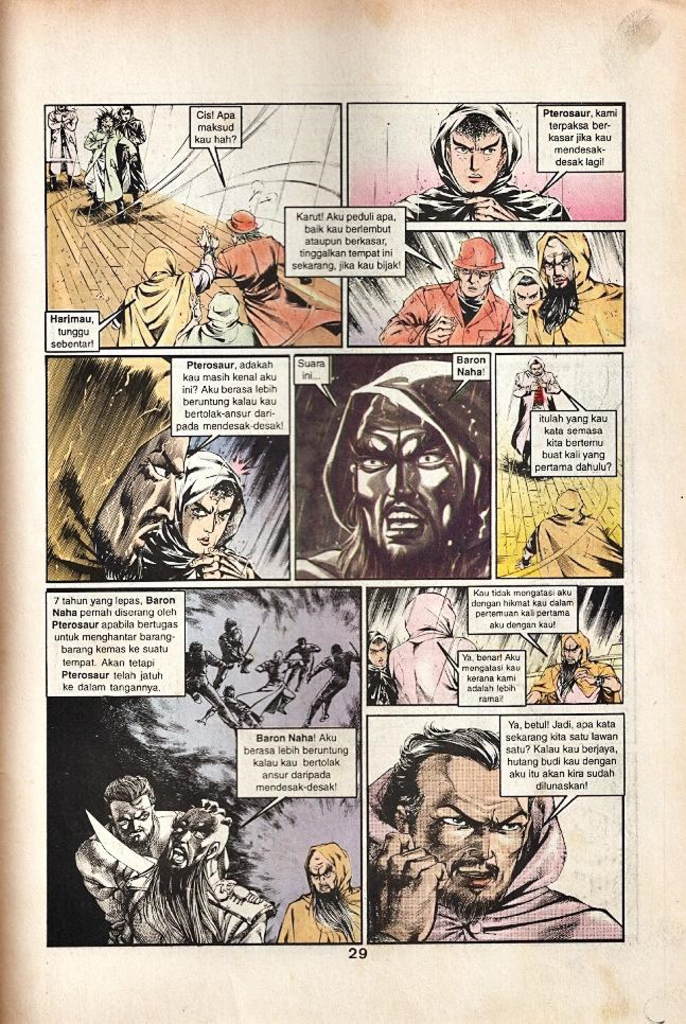 Cis! Apa
maksud
kau hah?
Harimau,
tunggu
sebentar!
Pterosaur, kami
terpaksa ber-
kasar jika kau
mendesak-
desak lagi!
Karut! Aku peduli apa,
baik kau berlembut
ataupun berkasar,
tinggalkan tempat ini
sekarang, jika kau bijak!
Pterosaur, adakah
kau masih kenal aku
ini? Aku berasa lebih
beruntung kalau kau
bertolak-ansur dari-
pada mendesak-desak!
Suara
ini...
Baron
Naha!
itulah yang kau
kata semasa
kita bertemu
buat kali yang
pertama dahulu?
7 tahun yang lepas, Baron
Naha pernah diserang oleh
Pterosaur apabila bertugas
untuk menghantar barang-
barang kemas ke suatu
tempat. Akan tetapi
Pterosaur telah jatuh
ke dalam tangannya.
Baron Naha! Aku
berasa lebih beruntung
kalau kau bertolak
ansur daripada
mendesak-desak!
Kau tidak mengatasi aku
dengan hikmat kau dalam
pertemuan kali pertama
aku dengan kau!
Ya, benar! Aku
mengatasi kau
kerana kami
adalah lebih
ramai!
Ya, betul! Jadi, apa kata
sekarang kita satu lawan
satu? Kalau kau berjaya,
hutang budi kau dengan
aku itu akan kira sudah
dilunaskan!
29